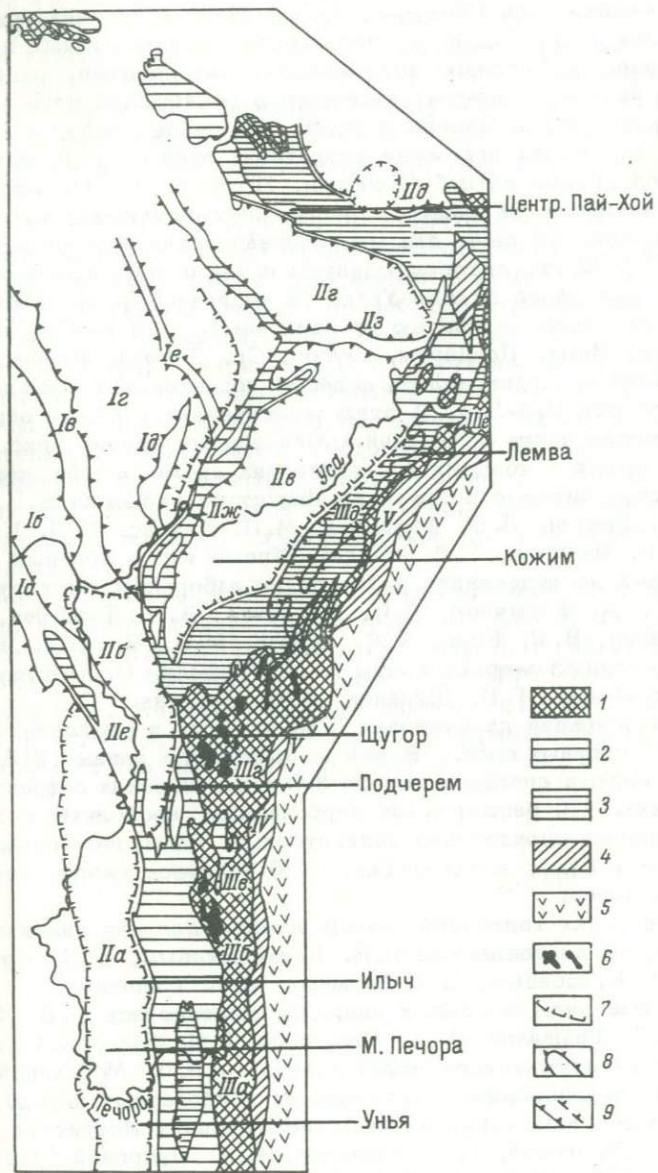 IIд
Центр. Пай-Хой
IIг
IIз
Iе
Iг
Iв
Iд
IIIе
Уса
Лемва
IIв
IIж
IIIд
V
Iб
Кожим
Iа
IIб
IV
1
IIе
Щугор
2
IIIг
V
Подчерем
3
IV
4
IIIв
5
IIа
IIIб
6
Илыч
7
М. Печора
8
IIIа
Печора
Унья
9